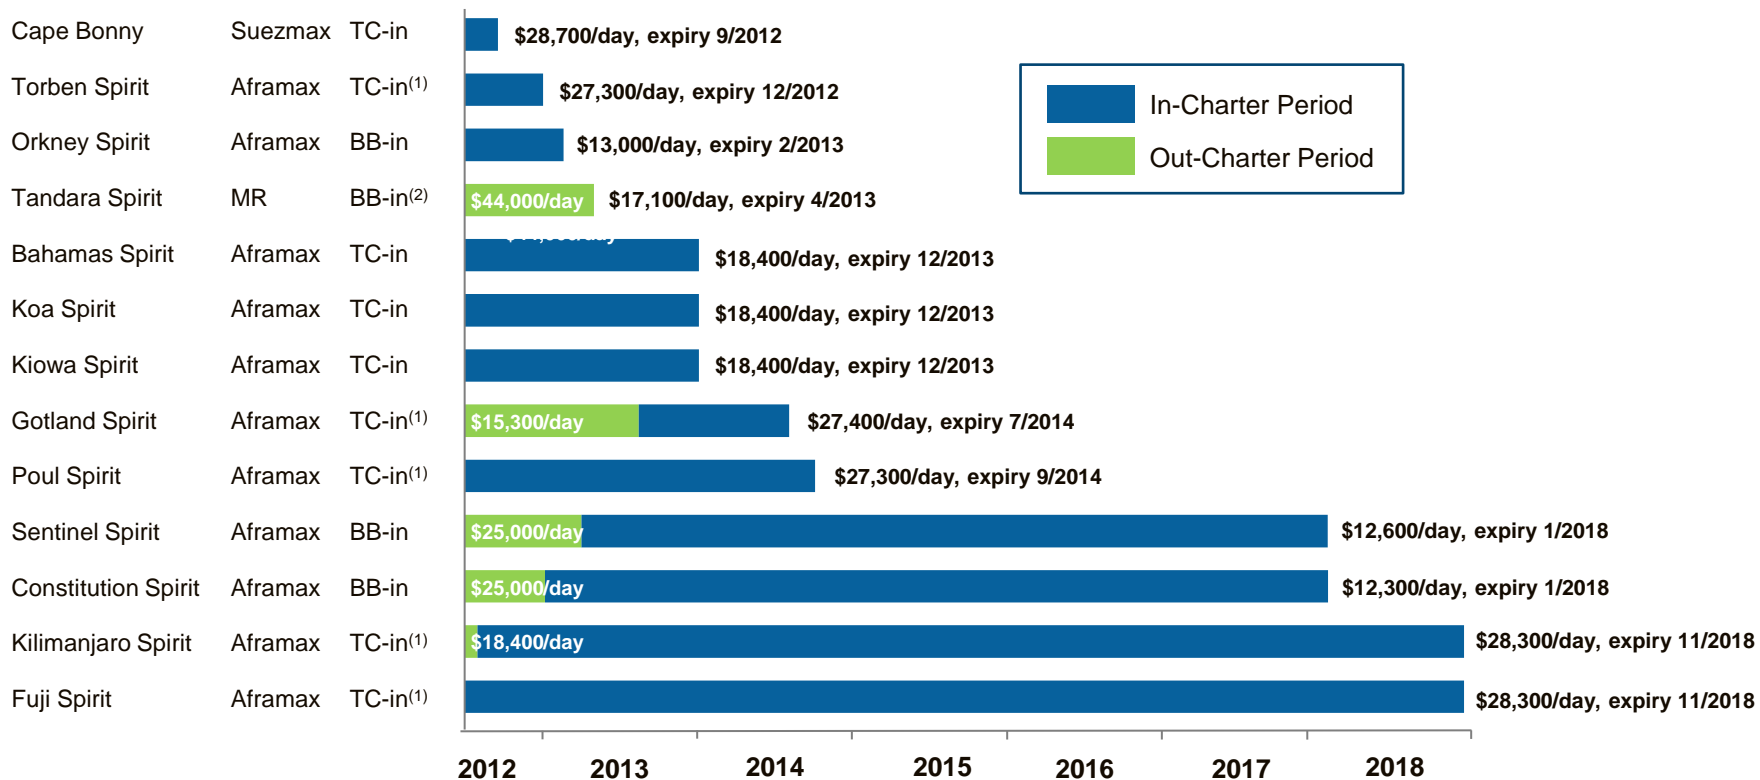 Cape Bonny Suezmax TC-in $28,700/day, expiry 9/2012
Torben Spirit Aframax TC-in(1) $27,300/day, expiry 12/2012
Orkney Spirit Aframax BB-in $13,000/day, expiry 2/2013
Tandara Spirit MR BB-in(2) $44,000/day $17,100/day, expiry 4/2013
Bahamas Spirit Aframax TC-in $18,400/day, expiry 12/2013
Koa Spirit Aframax TC-in $18,400/day, expiry 12/2013
Kiowa Spirit Aframax TC-in $18,400/day, expiry 12/2013
Gotland Spirit Aframax TC-in(1) $15,300/day $27,400/day, expiry 7/2014
Poul Spirit Aframax TC-in(1) $27,300/day, expiry 9/2014
Sentinel Spirit Aframax BB-in $25,000/day $12,600/day, expiry 1/2018
Constitution Spirit Aframax BB-in $25,000/day $12,300/day, expiry 1/2018
Kilimanjaro Spirit Aframax TC-in(1) $18,400/day $28,300/day, expiry 11/2018
Fuji Spirit Aframax TC-in(1) $28,300/day, expiry 11/2018
In-Charter Period
Out-Charter Period
2012 2013 2014 2015 2016 2017 2018